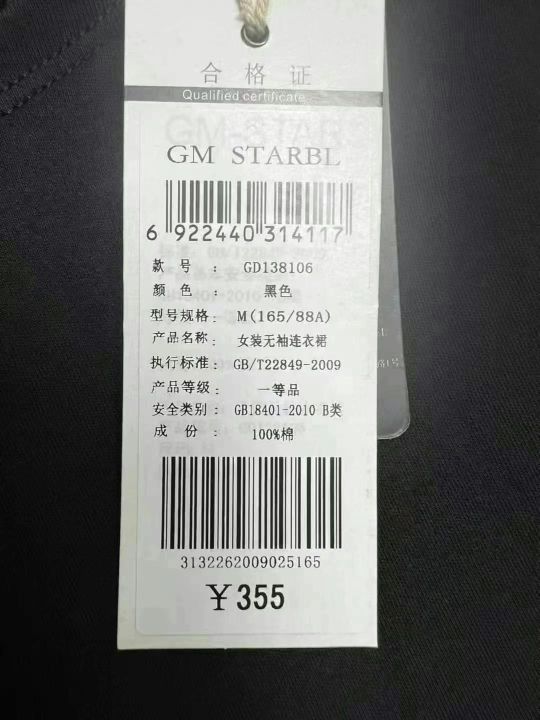 合格证
Qualified certificate
GM STARBL
6 922440 314117
款 号 : GD138106
颜 色 : 黑色
型号规格: M(165/88A)
产品名称: 女装无袖连衣裙
执行标准: GB/T22849-2009
产品等级: 一等品
安全类别: GB18401-2010 B类
成 份 : 100%棉
3132262009025165
¥355